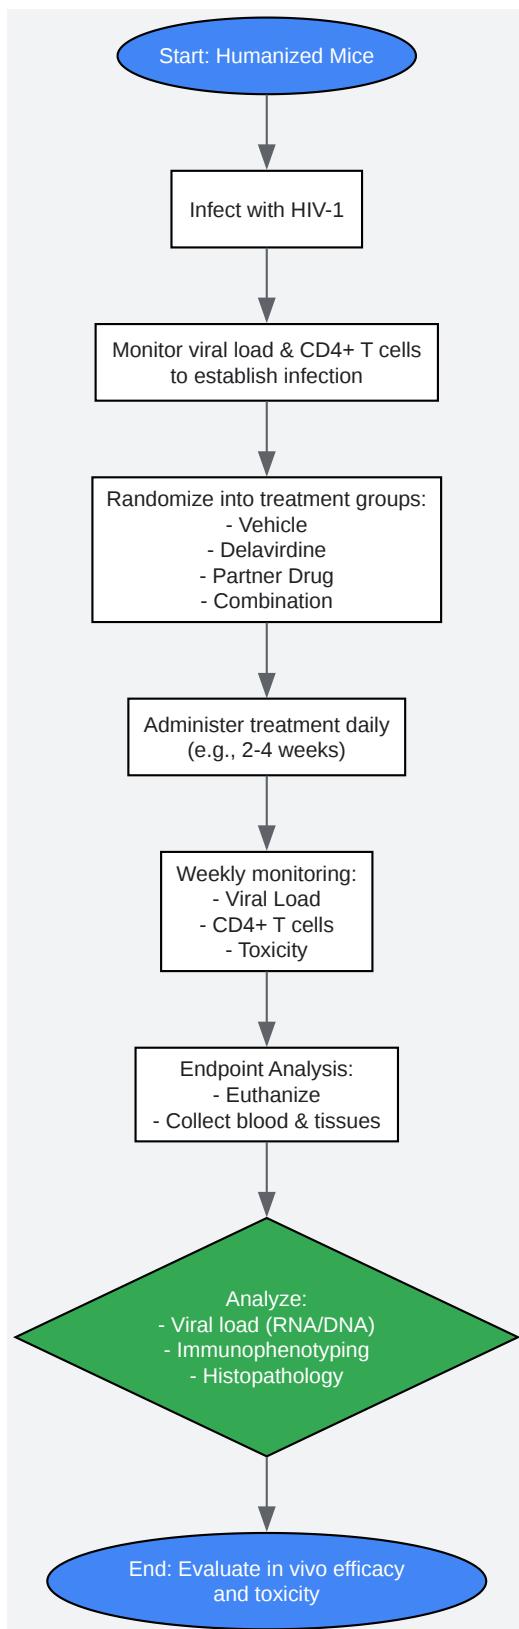 Start: Humanized Mice
Infect with HIV-1
Monitor viral load & CD4+ T cells
to establish infection
Randomize into treatment groups:
- Vehicle
- Delavirdine
- Partner Drug
- Combination
Administer treatment daily
(e.g., 2-4 weeks)
Weekly monitoring:
- Viral Load
- CD4+ T cells
- Toxicity
Endpoint Analysis:
- Euthanize
- Collect blood & tissues
Analyze:
- Viral load (RNA/DNA)
- Immunophenotyping
- Histopathology
End: Evaluate in vivo efficacy
and toxicity